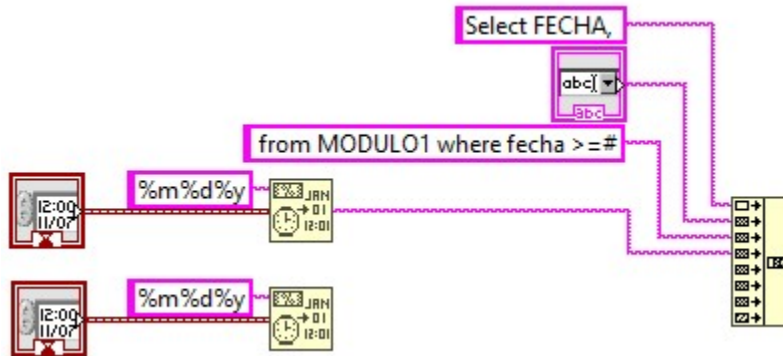 Select FECHA,
abc
abc
from MODULO1 where fecha >=#
%m%d%y
12:00
11/07
JAN
01
12:01
%m%d%y
12:00
11/07
JAN
01
12:01